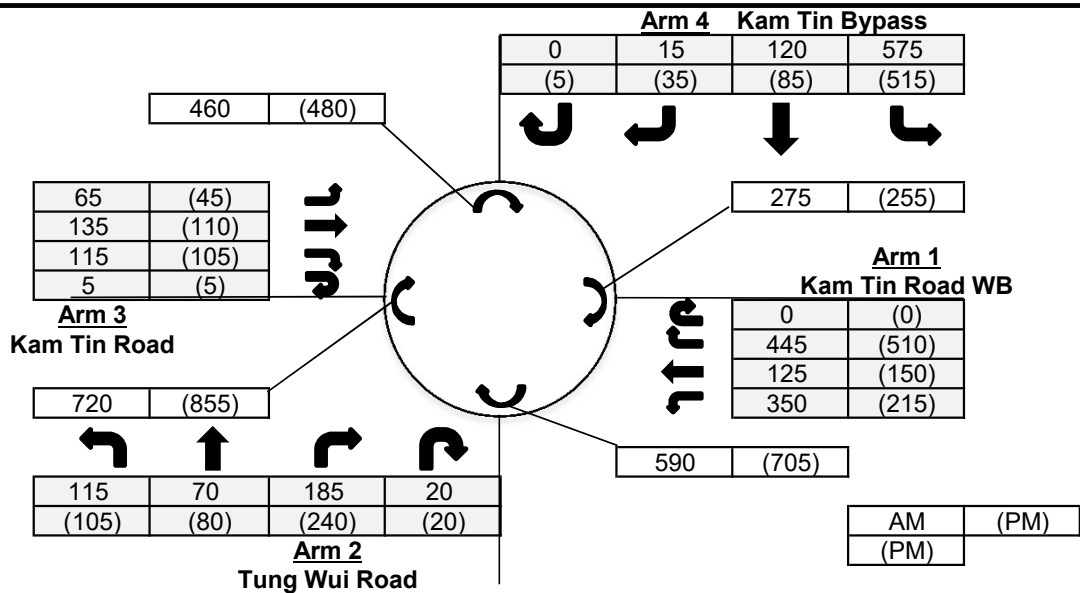 Arm 4 Kam Tin Bypass
0 15 120 575
(5) (35) (85) (515)
460 (480)
65 (45)
135 (110)
115 (105)
5 (5)
275 (255)
Arm 1
Kam Tin Road WB
Arm 3
Kam Tin Road
0 (0)
445 (510)
125 (150)
350 (215)
720 (855)
590 (705)
115 70 185 20
(105) (80) (240) (20)
Arm 2
Tung Wui Road
AM (PM)
(PM)